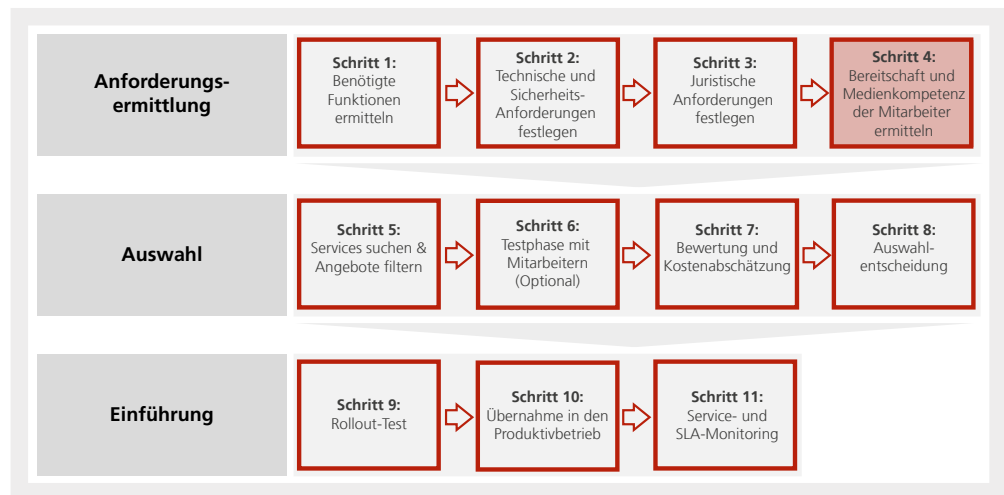 Anforderungs-
ermittlung
Schritt 1:
Benötigte
Funktionen
ermitteln
Schritt 2:
Technische und
Sicherheits-
Anforderungen
festlegen
Schritt 3:
Juristische
Anforderungen
festlegen
Schritt 4:
Bereitschaft und
Medienkompetenz
der Mitarbeiter
ermitteln
Auswahl
Schritt 5:
Services suchen &
Angebote filtern
Schritt 6:
Testphase mit
Mitarbeitern
(Optional)
Schritt 7:
Bewertung und
Kostenabschätzung
Schritt 8:
Auswahl-
entscheidung
Einführung
Schritt 9:
Rollout-Test
Schritt 10:
Übernahme in den
Produktivbetrieb
Schritt 11:
Service- und
SLA-Monitoring